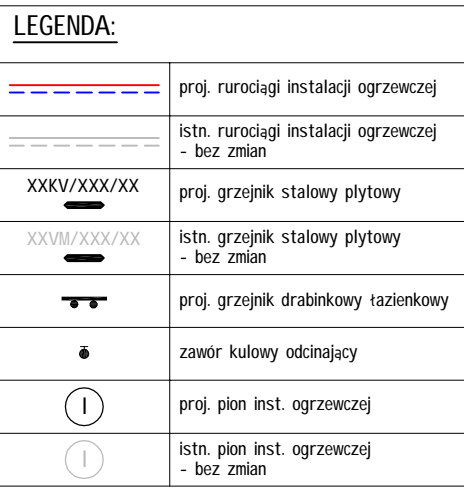 LEGENDA:
proj. rurociągi instalacji ogrzewczej
istn. rurociągi instalacji ogrzewczej
- bez zmian
XXKV/XXX/XX
proj. grzejnik stalowy plytowy
XXVM/XXX/XX
istn. grzejnik stalowy plytowy
- bez zmian
proj. grzejnik drabinkowy łazienkowy
zawór kulowy odcinający
I
proj. pion inst. ogrzewczej
I
istn. pion inst. ogrzewczej
- bez zmian